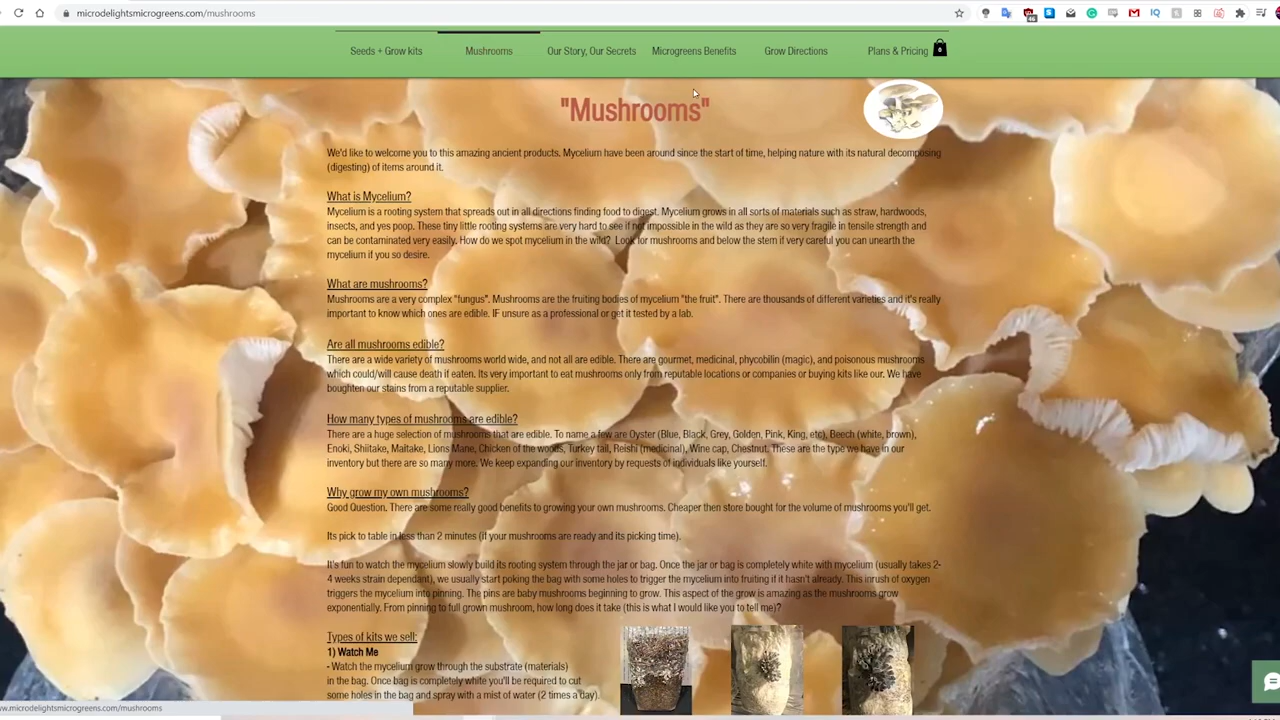 microdelightsmicrogreens.com/mushrooms
Seeds + Grow kits
Mushrooms
Our Story, Our Secrets
Microgreens Benefits
Grow Directions
Plans & Pricing
0
"Mushrooms"
We'd like to welcome you to this amazing ancient products. Mycelium have been around since the start of time, helping nature with its natural decomposing
(digesting) of items around it.
What is Mycelium?
Mycelium is a rooting system that spreads out in all directions finding food to digest. Mycelium grows in all sorts of materials such as straw, hardwoods,
insects, and yes poop. These tiny little rooting systems are very hard to see if not impossible in the wild as they are so very fragile in tensile strength and
can be contaminated very easily. How do we spot mycelium in the wild? Look for mushrooms and below the stem if very careful you can unearth the
mycelium if you so desire.
What are mushrooms?
Mushrooms are a very complex "fungus". Mushrooms are the fruiting bodies of mycelium "the fruit". There are thousands of different varieties and it's really
important to know which ones are edible. IF unsure as a professional or get it tested by a lab.
Are all mushrooms edible?
There are a wide variety of mushrooms world wide, and not all are edible. There are gourmet, medicinal, phycobilin (magic), and poisonous mushrooms
which could/will cause death if eaten. Its very important to eat mushrooms only from reputable locations or companies or buying kits like our. We have
boughten our stains from a reputable supplier.
How many types of mushrooms are edible?
There are a huge selection of mushrooms that are edible. To name a few are Oyster (Blue, Black, Grey, Golden, Pink, King, etc), Beech (white, brown),
Enoki, Shiitake, Maitake, Lions Mane, Chicken of the woods, Turkey tail, Reishi (medicinal), Wine cap, Chestnut. These are the type we have in our
inventory but there are so many more. We keep expanding our inventory by requests of individuals like yourself.
Why grow my own mushrooms?
Good Question. There are some really good benefits to growing your own mushrooms. Cheaper then store bought for the volume of mushrooms you'll get.
Its pick to table in less than 2 minutes (if your mushrooms are ready and its picking time).
It's fun to watch the mycelium slowly build its rooting system through the jar or bag. Once the jar or bag is completely white with mycelium (usually takes 2-
4 weeks strain dependant), we usually start poking the bag with some holes to trigger the mycelium into fruiting if it hasn't already. This inrush of oxygen
triggers the mycelium into pinning. The pins are baby mushrooms beginning to grow. This aspect of the grow is amazing as the mushrooms grow
exponentially. From pinning to full grown mushroom, how long does it take (this is what I would like you to tell me)?
Types of kits we sell:
1) Watch Me
- Watch the mycelium grow through the substrate (materials)
in the bag. Once bag is completely white you'll be required to cut
some holes in the bag and spray with a mist of water (2 times a day).
ww.microdelightsmicrogreens.com/mushrooms